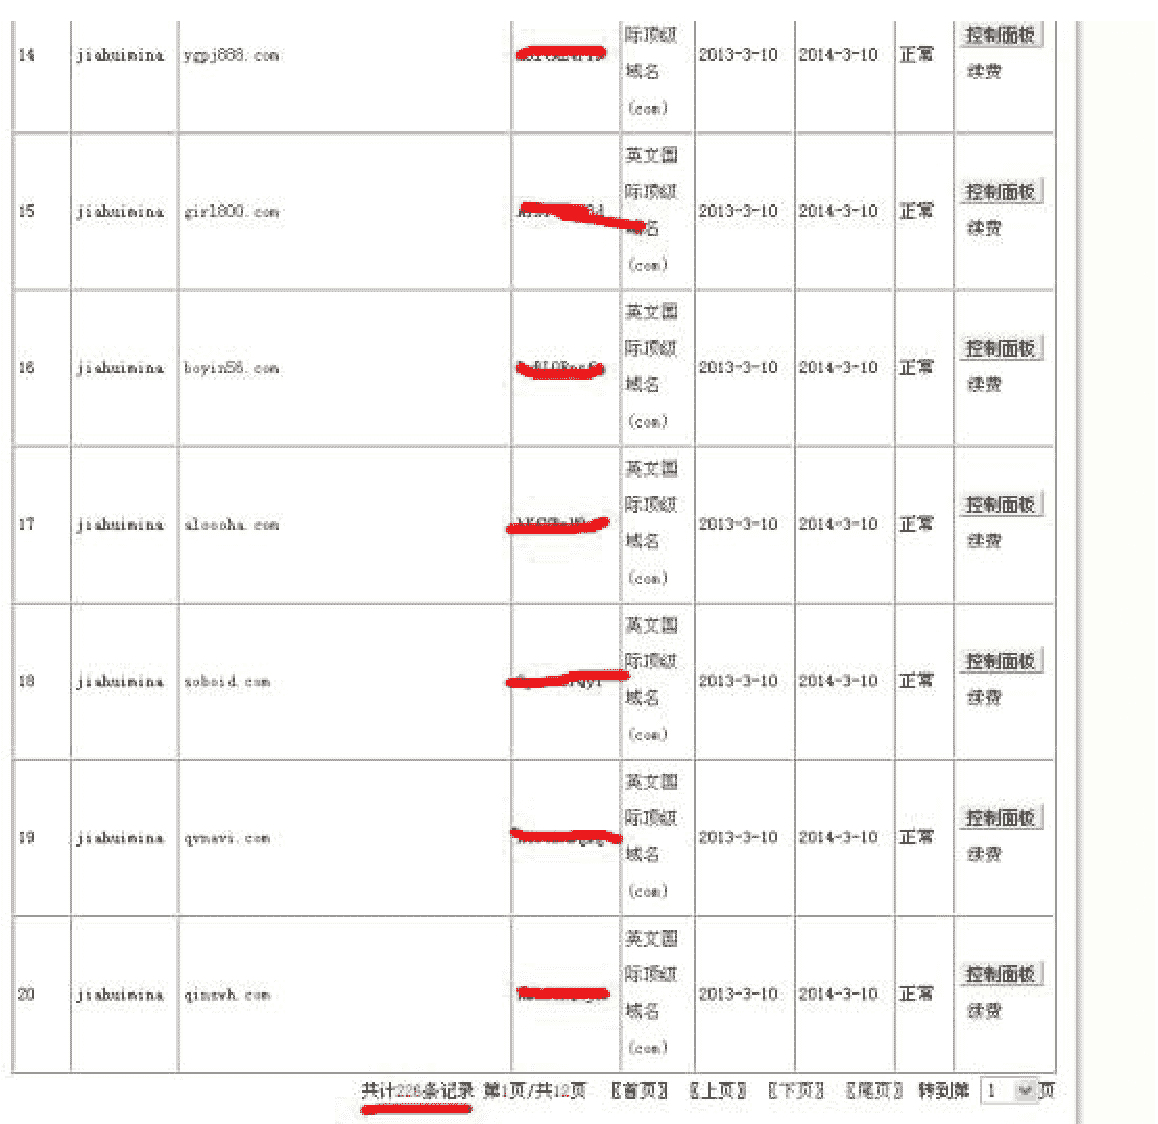 际顶级
14 jiahuimina ygpj888.com 2013-3-10 2014-3-10 正常 控制面板
域名 续费
(com)
英文国
际顶级
15 jiahuimina girl800.com 2013-3-10 2014-3-10 正常 控制面板
域名 续费
(com)
英文国
际顶级
16 jiahuimina boyin56.com 2013-3-10 2014-3-10 正常 控制面板
域名 续费
(com)
英文国
际顶级
17 jiahuimina aloosha.com 2013-3-10 2014-3-10 正常 控制面板
域名 续费
(com)
英文国
际顶级
18 jiahuimina soboid.com 2013-3-10 2014-3-10 正常 控制面板
域名 续费
(com)
英文国
际顶级
19 jiahuimina 2013-3-10 2014-3-10 正常 控制面板
域名 续费
(com)
英文国
际顶级
20 jiahuimina qinswh.com 2013-3-10 2014-3-10 正常 控制面板
域名 续费
(com)
共计226条记录 第1页/共12页 〖首页〗 〖上页〗 〖下页〗 〖尾页〗 转到第 1 页